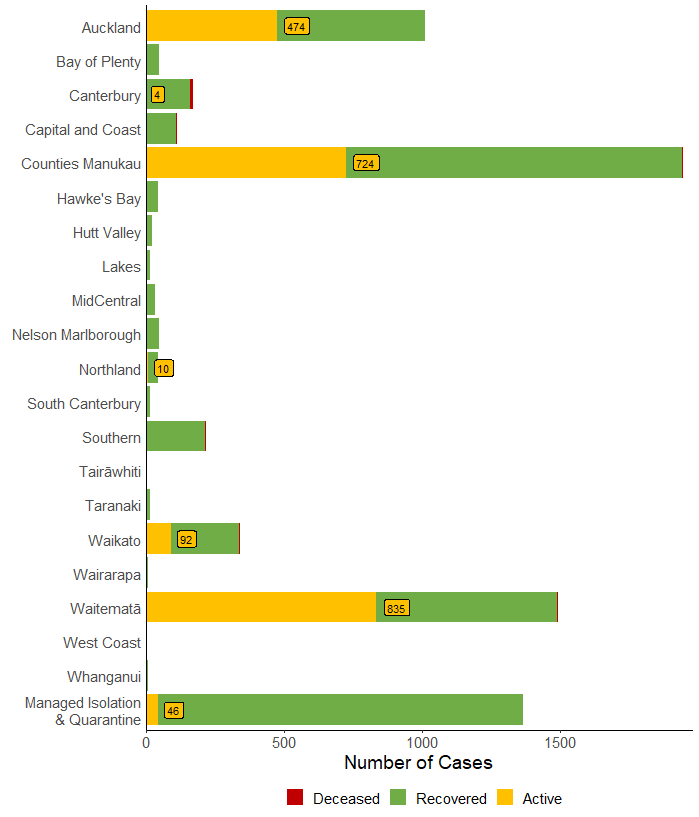 Auckland
474
Bay of Plenty
Canterbury
4
Capital and Coast
Counties Manukau
724
Hawke's Bay
Hutt Valley
Lakes
MidCentral
Nelson Marlborough
Northland
10
South Canterbury
Southern
Tairāwhiti
Taranaki
Waikato
92
Wairarapa
Waitematā
835
West Coast
Whanganui
Managed Isolation
& Quarantine
46
0 500 1000 1500
Number of Cases
Deceased Recovered Active